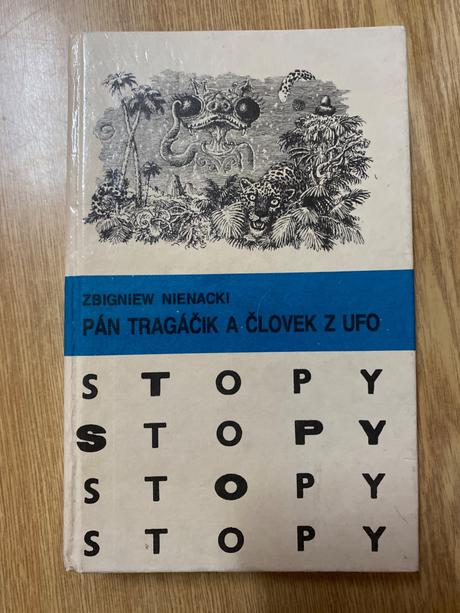 ZBIGNIEW NIENACKI
PÁN TRAGÁČIK A ČLOVEK Z UFO
STOPY
STOPY
STOPY
STOPY